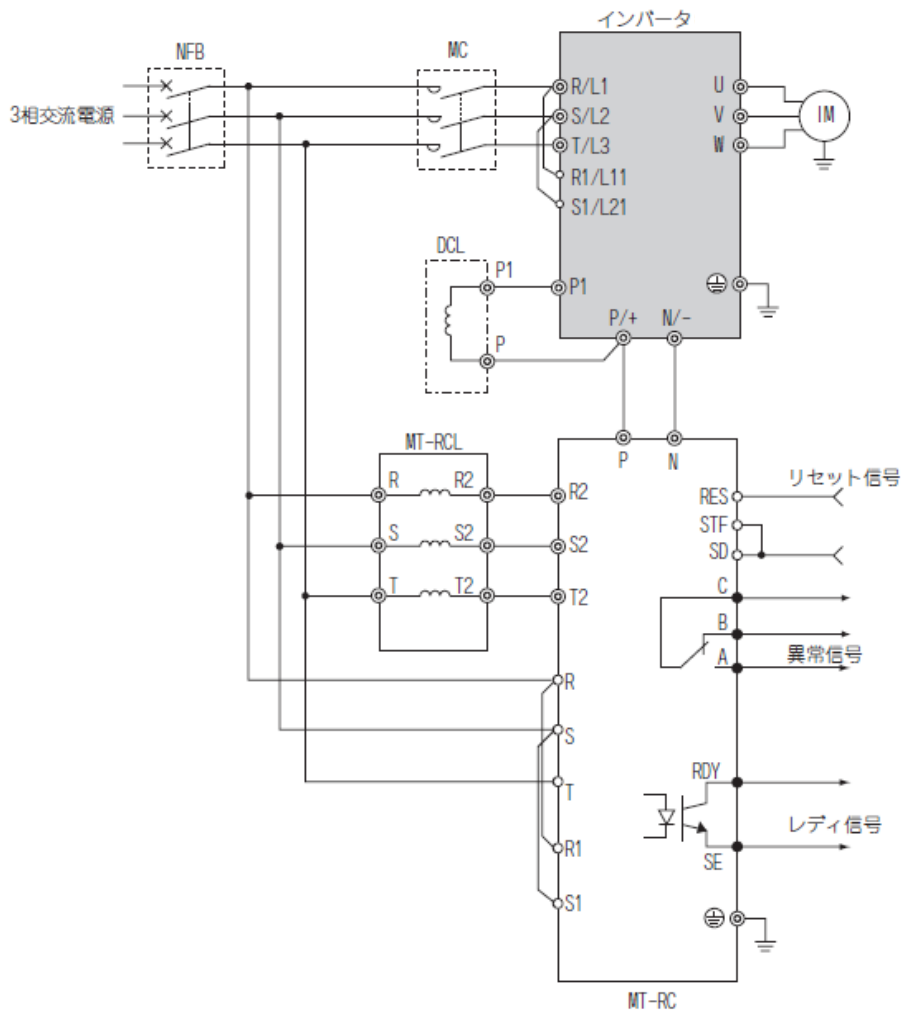 インバータ
NFB
MC
3相交流電源
R/L1
S/L2
T/L3
R1/L11
S1/L21
U
V
W
IM
DCL
P1
P
P1
P/+
N/-
MT-RCL
R
R2
S
S2
T
T2
P
N
R2
S2
T2
R
S
T
R1
S1
RES
STF
SD
C
B
A
RDY
SE
リセット信号
異常信号
レディ信号
MT-RC